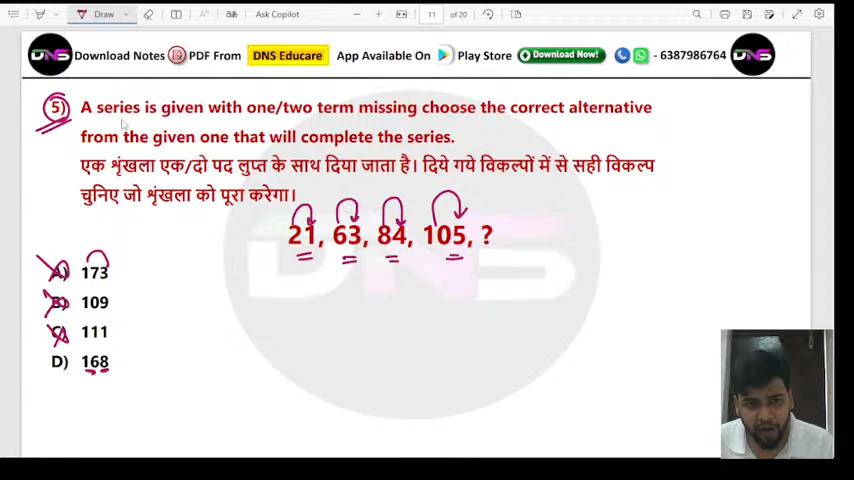 Draw
Ask Copilot
11 of 20
DNS Download Notes PDF From DNS Educare App Available On Play Store Download Now! - 6387986764 DNS
5) A series is given with one/two term missing choose the correct alternative
from the given one that will complete the series.
एक शृंखला एक/दो पद लुप्त के साथ दिया जाता है। दिये गये विकल्पों में से सही विकल्प
चुनिए जो शृंखला को पूरा करेगा।
21, 63, 84, 105, ?
A) 173
B) 109
C) 111
D) 168
DNS